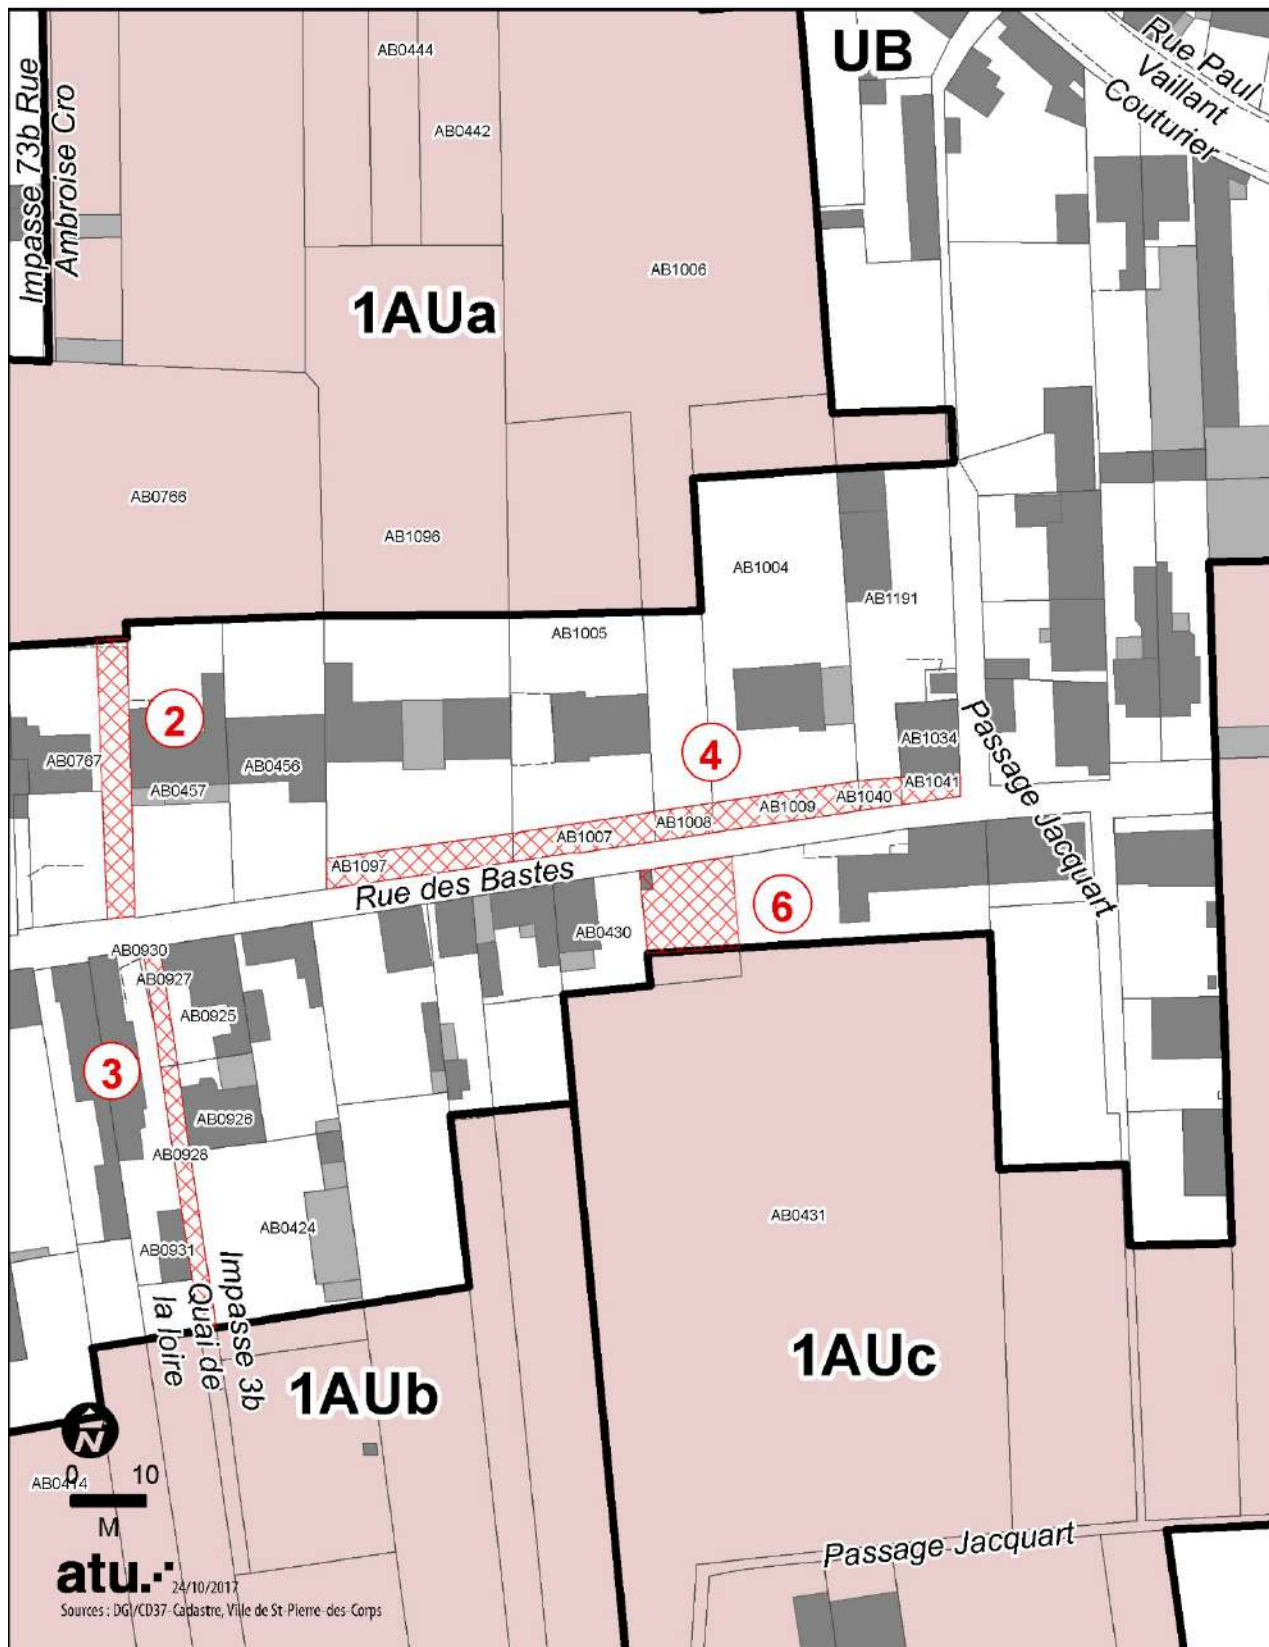 AB0444
UB
Rue Paul
Vaillant
Couturier
Impasse 73b Rue
Ambroise Cro
AB0442
AB1006
1AUa
AB0766
AB1096
AB1004
AB1191
AB1005
2
4
AB0767
AB0456
AB0457
AB1034
AB1041
AB1040
AB1009
AB1008
AB1007
AB1097
Passage Jacquart
Rue des Bastes
6
AB0430
AB0930
AB0927
AB0925
3
AB0926
AB0928
AB0424
AB0931
AB0431
Impasse 3b
Quai de
la loire
1AUb
1AUc
N
0 10
M
AB0414
Passage Jacquart
atu.
24/10/2017
Sources : DGI/CD37-Cadastre, Ville de St-Pierre-des-Corps